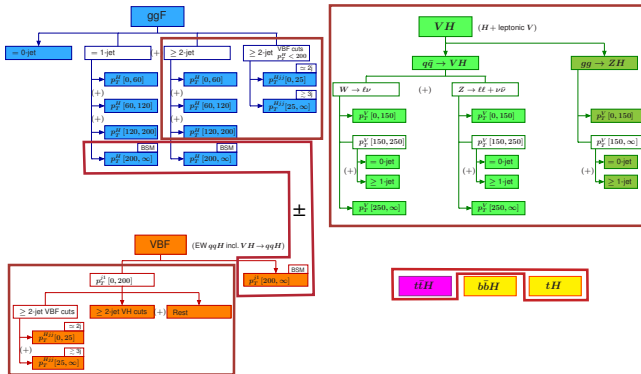 ggF
= 0-jet
= 1-jet
+
≥ 2-jet
≥ 2-jet VBF cuts p_T^{j1} < 200
≃ 2j
p_T^H [0, 60]
p_T^H [0, 60]
p_T^{Hjj} [0, 25]
(+)
(+)
≥ 3j
p_T^H [60, 120]
p_T^H [60, 120]
p_T^{Hjj} [25, ∞]
(+)
(+)
p_T^H [120, 200]
p_T^H [120, 200]
BSM
BSM
p_T^H [200, ∞]
p_T^H [200, ∞]
±
VBF
(EW qqH incl. VH → qqH)
BSM
p_T^{j1} [0, 200]
p_T^{j1} [200, ∞]
≥ 2-jet VBF cuts
≥ 2-jet VH cuts
+)
Rest
≃ 2j
p_T^{Hjj} [0, 25]
(+)
≥ 3j
p_T^{Hjj} [25, ∞]
VH
(H + leptonic V)
qq̄ → VH
gg → ZH
W → ℓν
(+)
Z → ℓℓ + νν̄
p_T^V [0, 150]
p_T^V [0, 150]
p_T^V [0, 150]
p_T^V [150, 250]
p_T^V [150, 250]
p_T^V [150, ∞]
= 0-jet
= 0-jet
= 0-jet
(+)
(+)
(+)
≥ 1-jet
≥ 1-jet
≥ 1-jet
p_T^V [250, ∞]
p_T^V [250, ∞]
tt̄H
bb̄H
tH